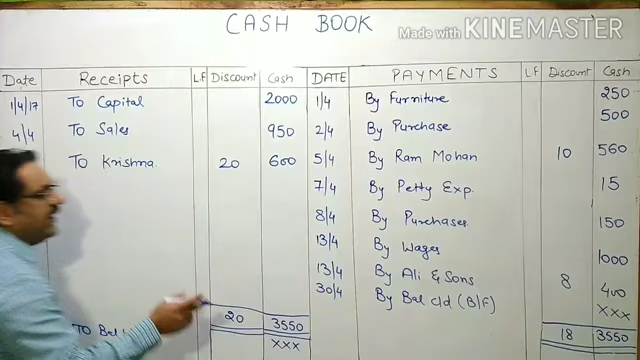 CASH BOOK
Made with KINEMASTER
Date Receipts LF Discount Cash DATE PAYMENTS LF Discount Cash
1/4/17 To Capital 2000 1/4 By Furniture 250
4/4 To Sales 950 2/4 By Purchase 500
To Krishna. 20 600 5/4 By Ram Mohan 10 560
7/4 By Petty Exp. 15
8/4 By Purchases 150
13/4 By Wages 1000
13/4 By Ali & Sons 8 400
30/4 By Bal c/d (B/F) xxx
20 3550 18 3550
To xxx